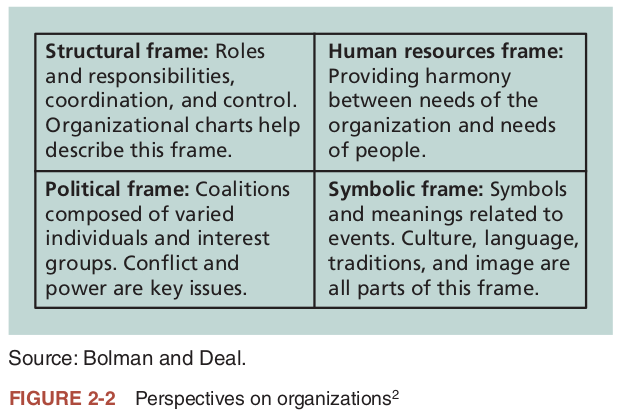 Structural frame: Roles
and responsibilities,
coordination, and control.
Organizational charts help
describe this frame.
Human resources frame:
Providing harmony
between needs of the
organization and needs
of people.
Political frame: Coalitions
composed of varied
individuals and interest
groups. Conflict and
power are key issues.
Symbolic frame: Symbols
and meanings related to
events. Culture, language,
traditions, and image are
all parts of this frame.
Source: Bolman and Deal.
FIGURE 2-2 Perspectives on organizations²